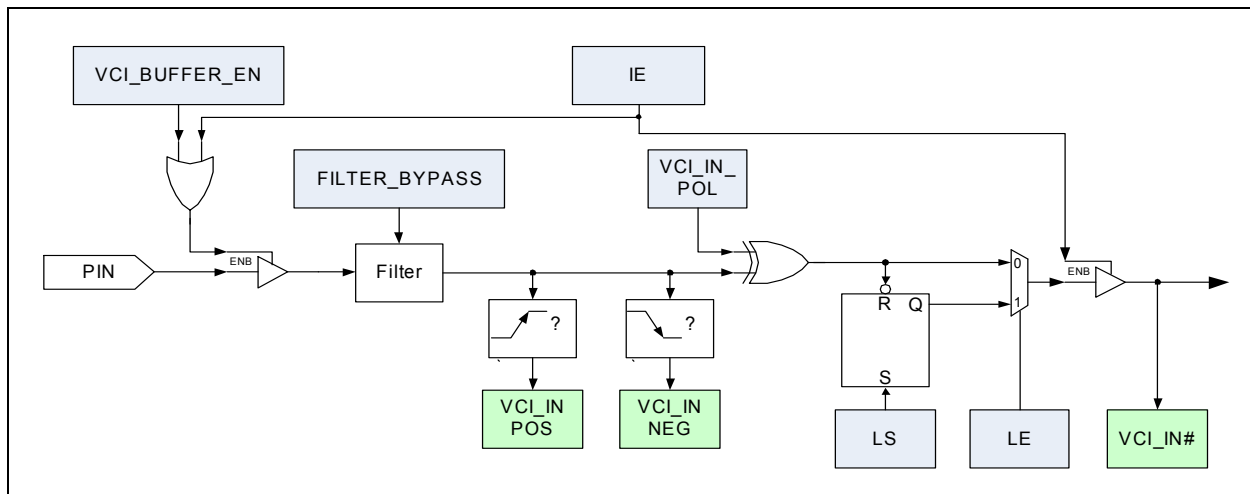 VCI_BUFFER_EN
IE
FILTER_BYPASS
VCI_IN_
POL
PIN
ENB
Filter
0
1
ENB
?
?
R
Q
S
VCI_IN
POS
VCI_IN
NEG
LS
LE
VCI_IN#